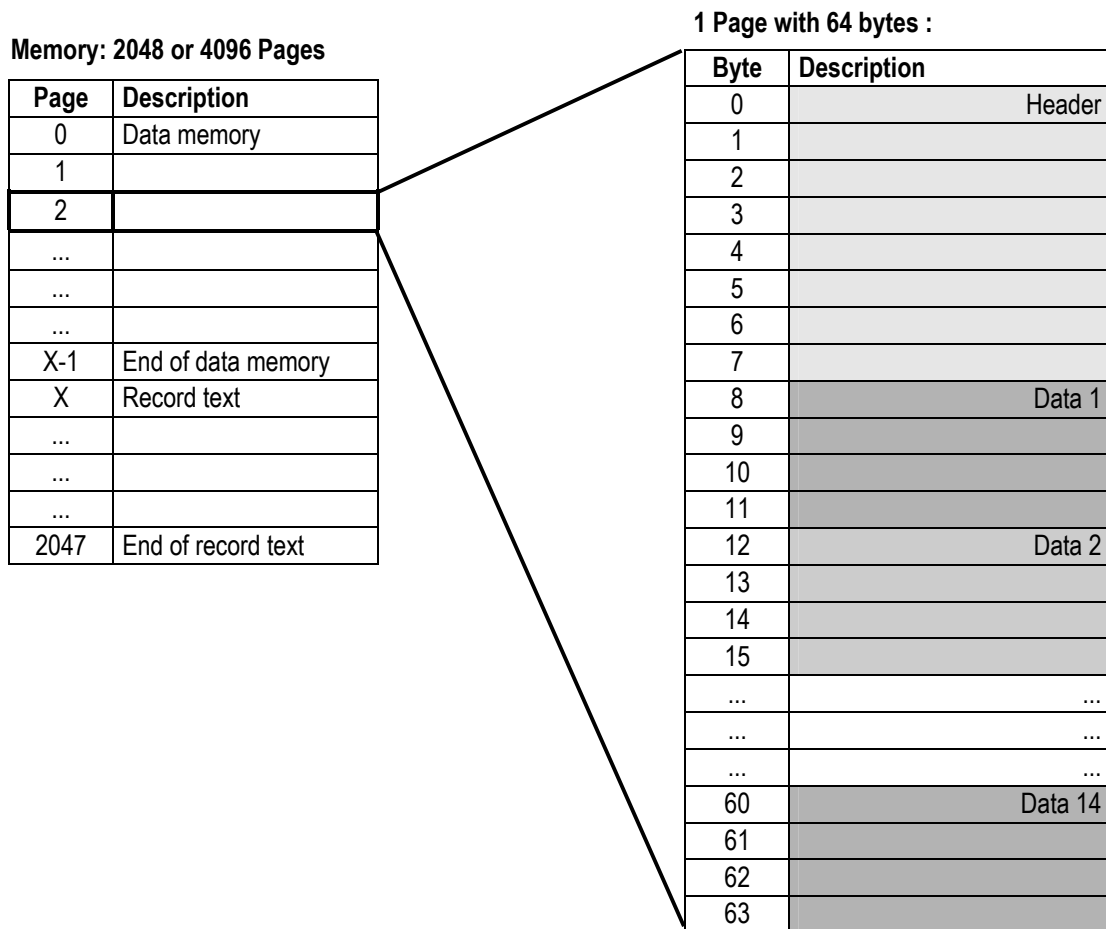 Memory: 2048 or 4096 Pages
Page Description
0 Data memory
1
2
...
...
...
X-1 End of data memory
X Record text
...
...
...
2047 End of record text
1 Page with 64 bytes :
Byte Description
0 Header
1
2
3
4
5
6
7
8 Data 1
9
10
11
12 Data 2
13
14
15
... ...
... ...
... ...
60 Data 14
61
62
63